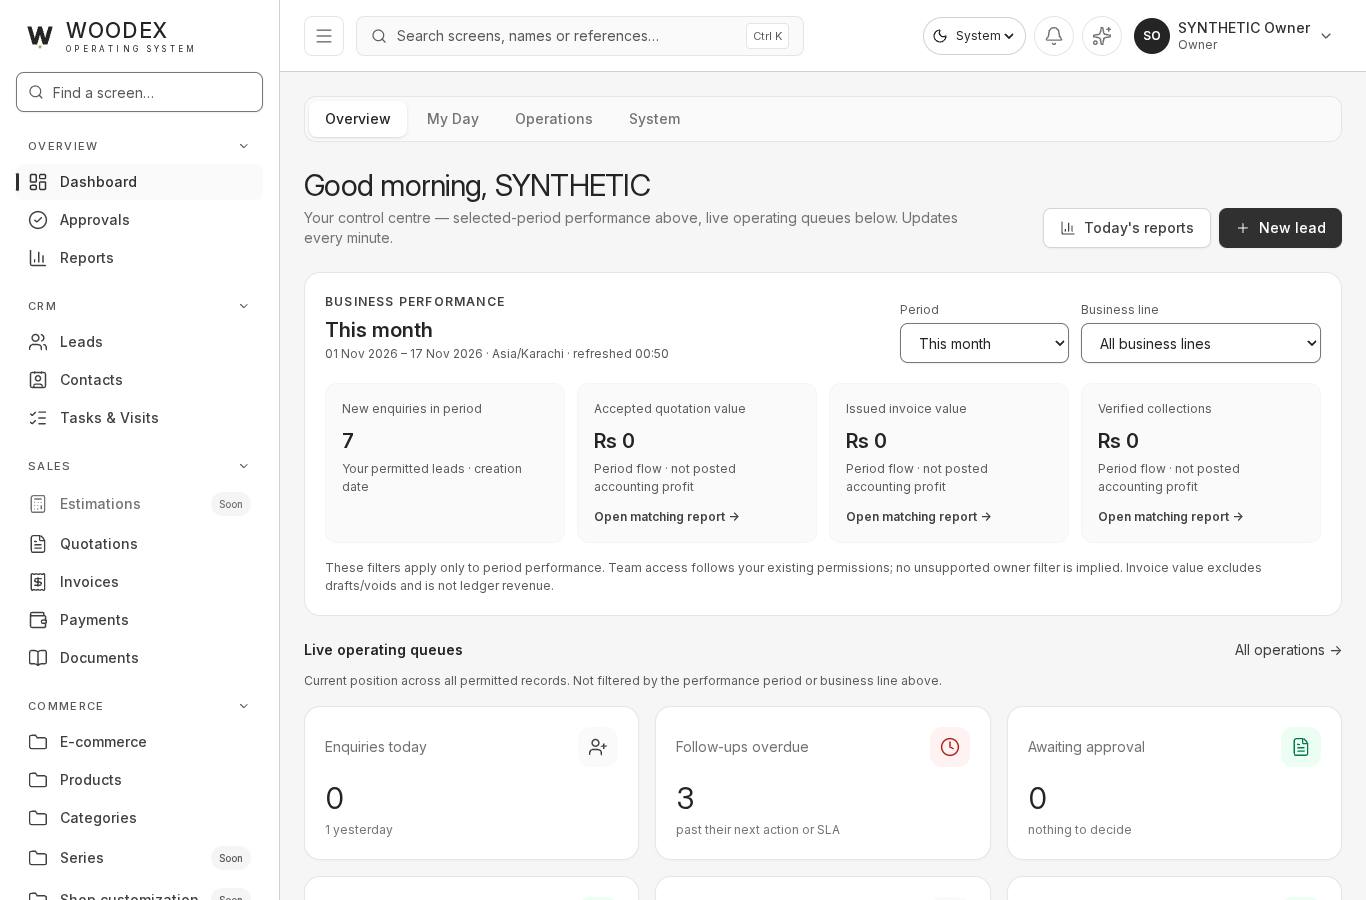 W WOODEX
OPERATING SYSTEM
Find a screen...
OVERVIEW
Dashboard
Approvals
Reports
CRM
Leads
Contacts
Tasks & Visits
SALES
Estimations Soon
Quotations
Invoices
Payments
Documents
COMMERCE
E-commerce
Products
Categories
Series Soon
Shop customization Soon
Search screens, names or references… Ctrl K
System
SO
SYNTHETIC Owner
Owner
Overview My Day Operations System
Good morning, SYNTHETIC
Your control centre — selected-period performance above, live operating queues below. Updates
every minute.
Today's reports
New lead
BUSINESS PERFORMANCE
This month
01 Nov 2026 – 17 Nov 2026 · Asia/Karachi · refreshed 00:50
Period
This month
Business line
All business lines
New enquiries in period
7
Your permitted leads · creation
date
Accepted quotation value
Rs 0
Period flow · not posted
accounting profit
Open matching report →
Issued invoice value
Rs 0
Period flow · not posted
accounting profit
Open matching report →
Verified collections
Rs 0
Period flow · not posted
accounting profit
Open matching report →
These filters apply only to period performance. Team access follows your existing permissions; no unsupported owner filter is implied. Invoice value excludes
drafts/voids and is not ledger revenue.
Live operating queues
All operations →
Current position across all permitted records. Not filtered by the performance period or business line above.
Enquiries today
0
1 yesterday
Follow-ups overdue
3
past their next action or SLA
Awaiting approval
0
nothing to decide